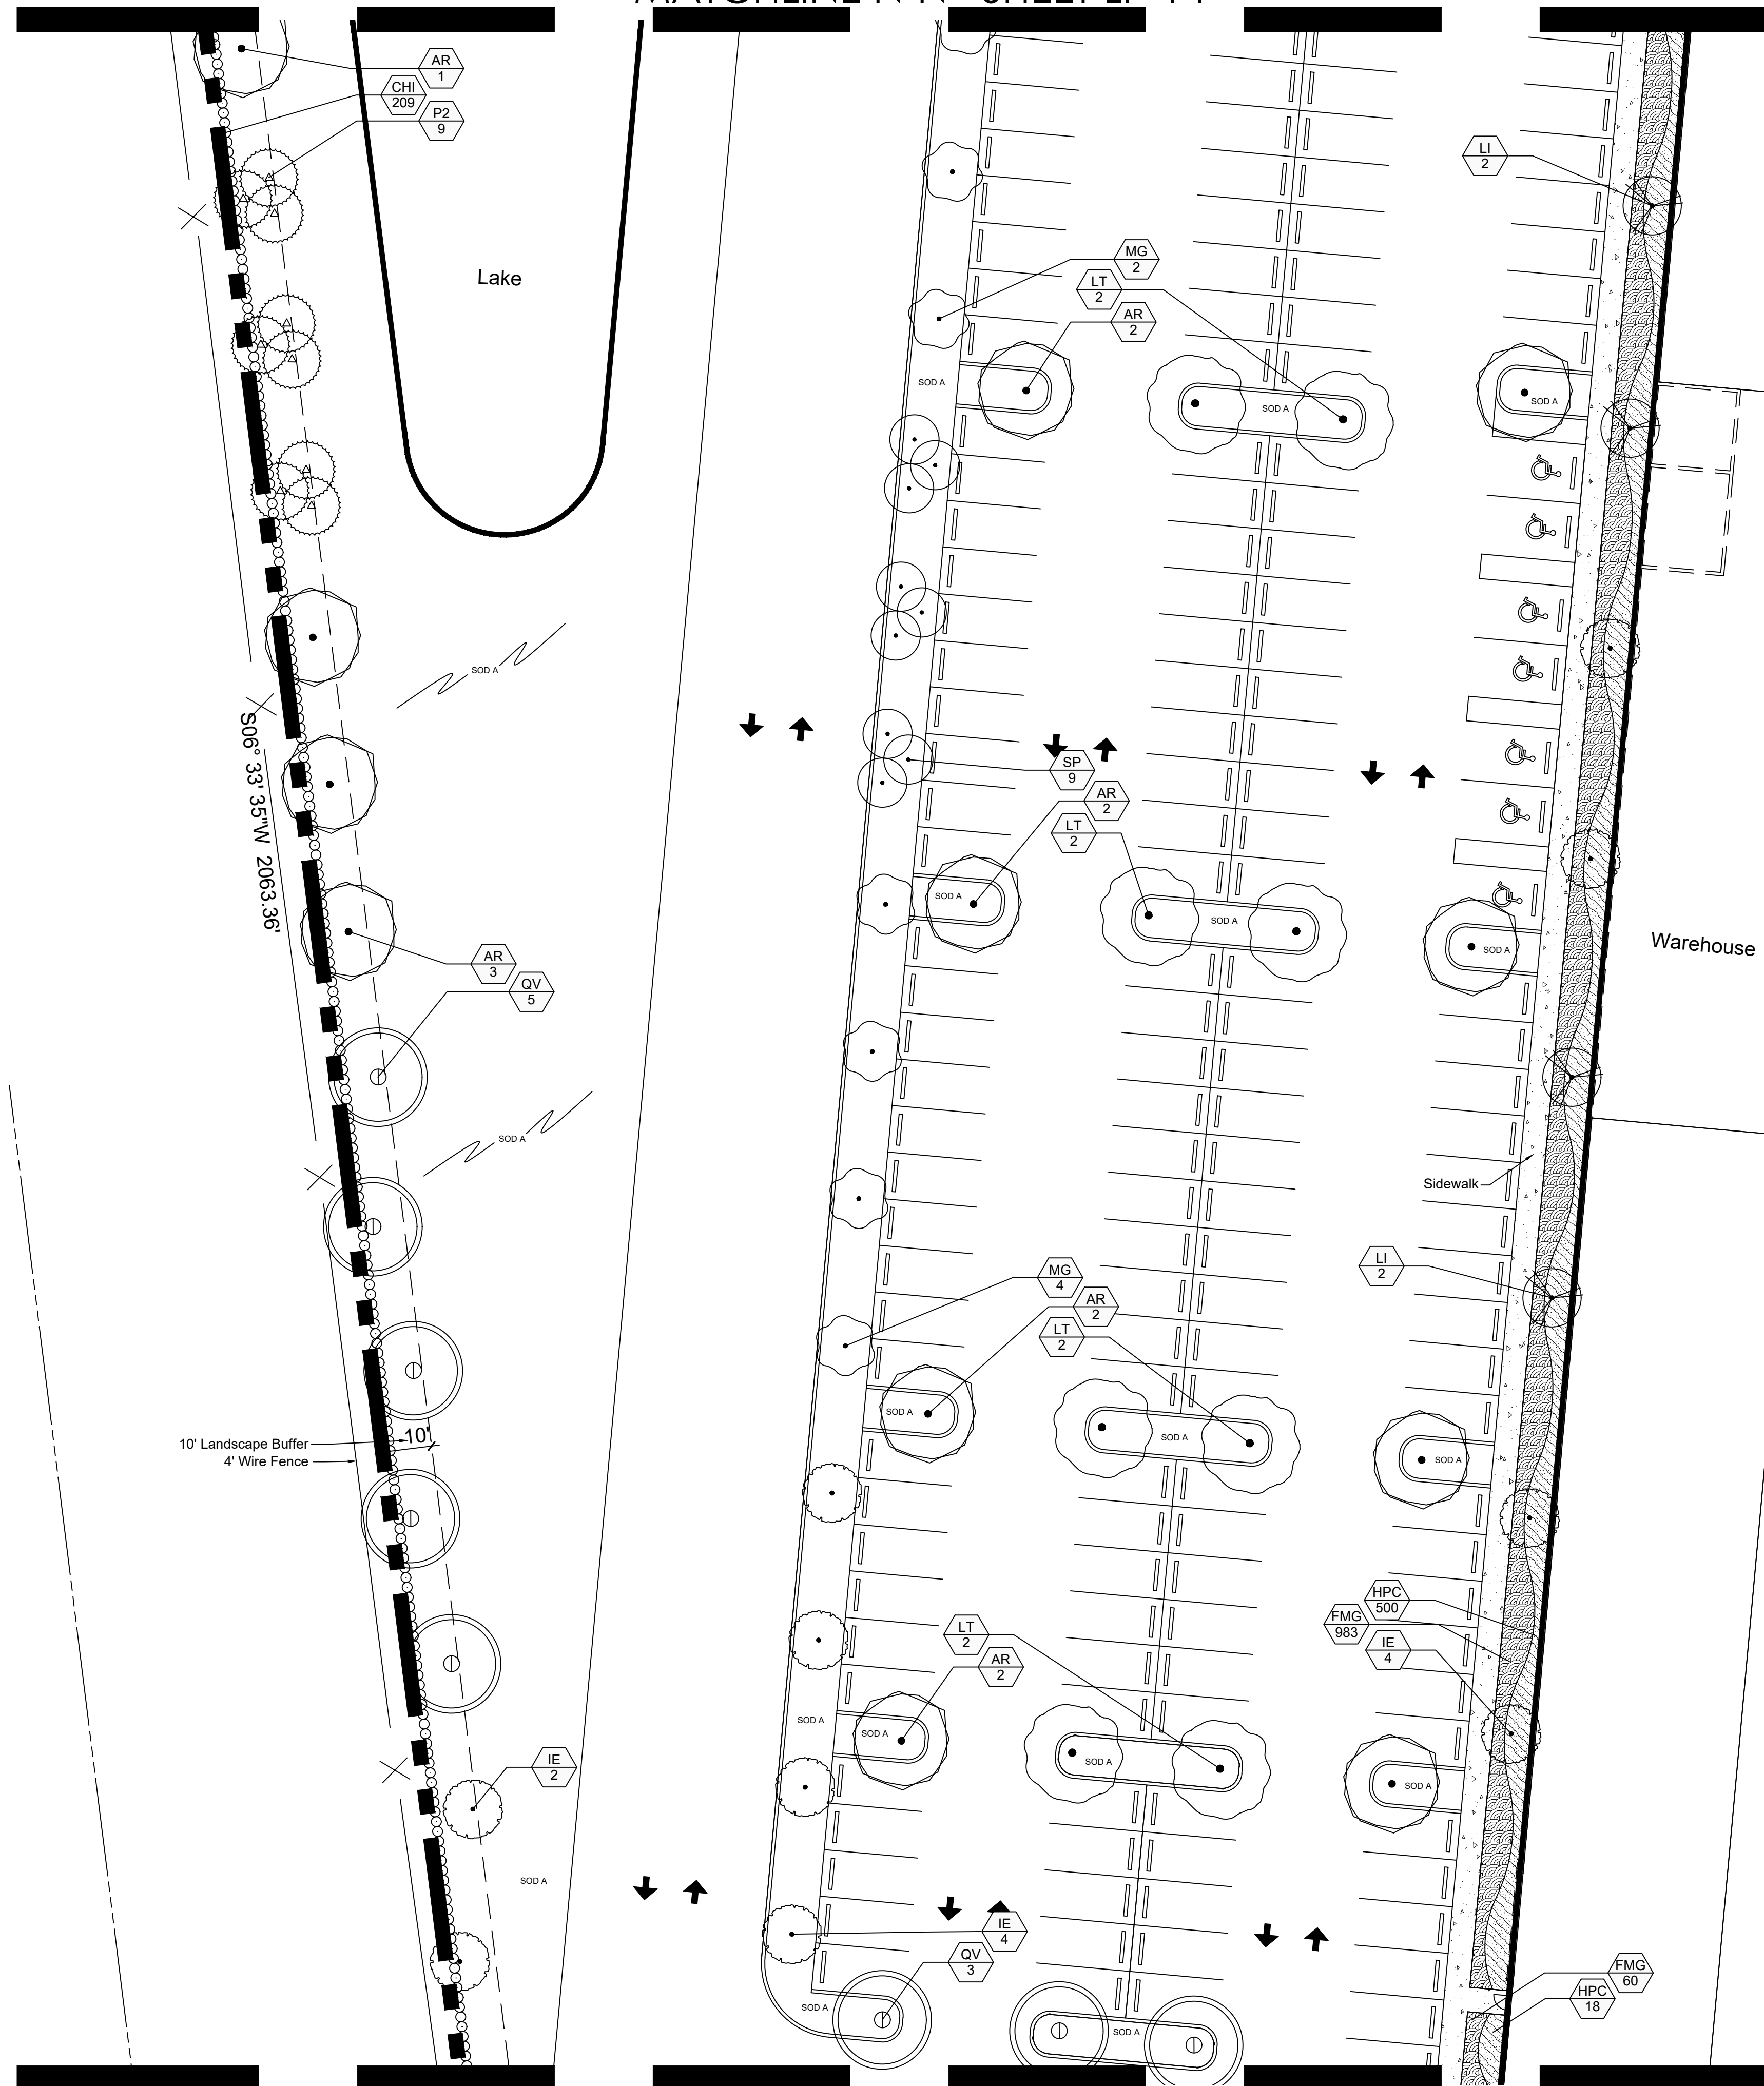 AR
1
CHI
209
P2
9
LI
2
Lake
MG
2
LT
2
AR
2
SOD A
SOD A
SOD A
SOD A
S06° 33' 35"W 2063.36'
SP
9
AR
2
LT
2
SOD A
SOD A
SOD A
Warehouse
AR
3
QV
5
SOD A
Sidewalk
MG
4
AR
2
LT
2
LI
2
SOD A
SOD A
SOD A
10' Landscape Buffer
10'
4' Wire Fence
HPC
500
FMG
983
IE
4
LT
2
AR
2
SOD A
SOD A
SOD A
SOD A
IE
2
SOD A
IE
4
QV
3
SOD A
SOD A
FMG
60
HPC
18